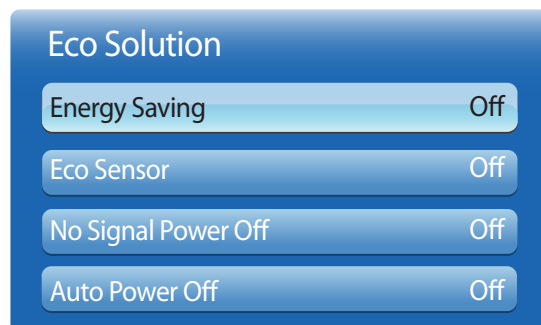 Eco Solution
Energy Saving Off
Eco Sensor Off
No Signal Power Off Off
Auto Power Off Off